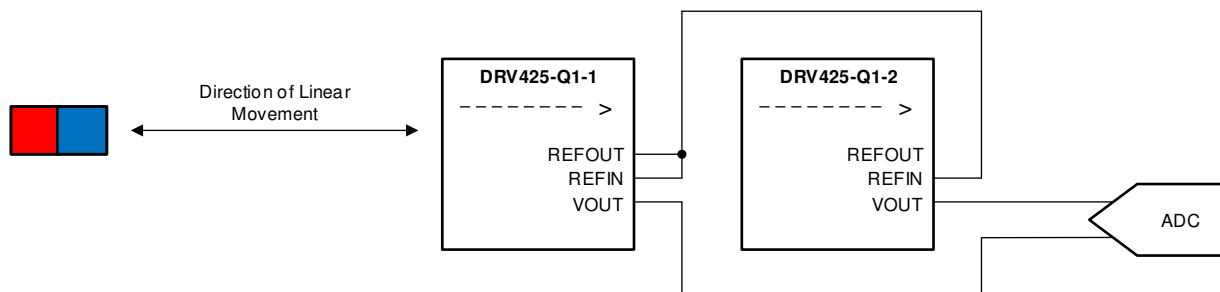 Direction of Linear
Movement
DRV425-Q1-1
– – – – – – – – – – – >
REFOUT
REFIN
VOUT
DRV425-Q1-2
– – – – – – – – – – – >
REFOUT
REFIN
VOUT
ADC